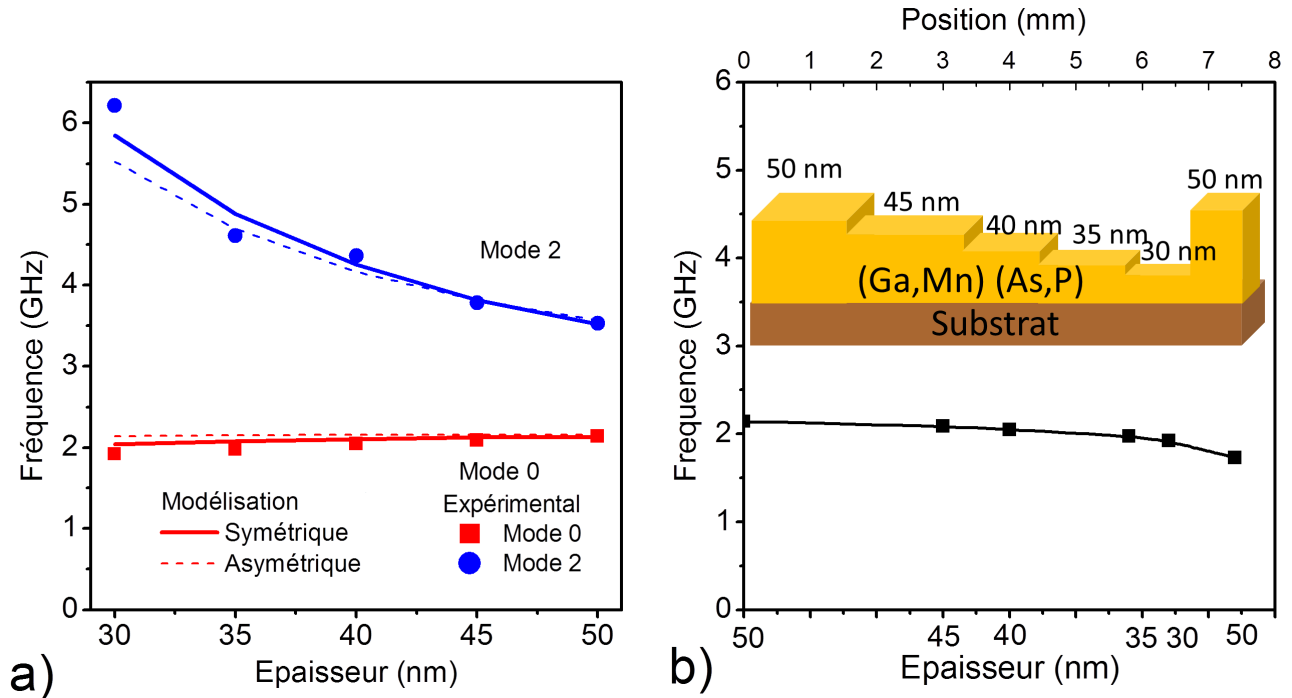 Fréquence (GHz)
6
5
4
3
2
1
0
30 35 40 45 50
Epaisseur (nm)
Mode 2
Mode 0
Modélisation
Symétrique
Asymétrique
Expérimental
Mode 0
Mode 2
a)
Position (mm)
0 1 2 3 4 5 6 7 8
Frequence (GHz)
6
5
4
3
2
1
0
50 nm
45 nm
40 nm
35 nm
30 nm
50 nm
(Ga,Mn) (As,P)
Substrat
50 45 40 35 30 50
Epaisseur (nm)
b)